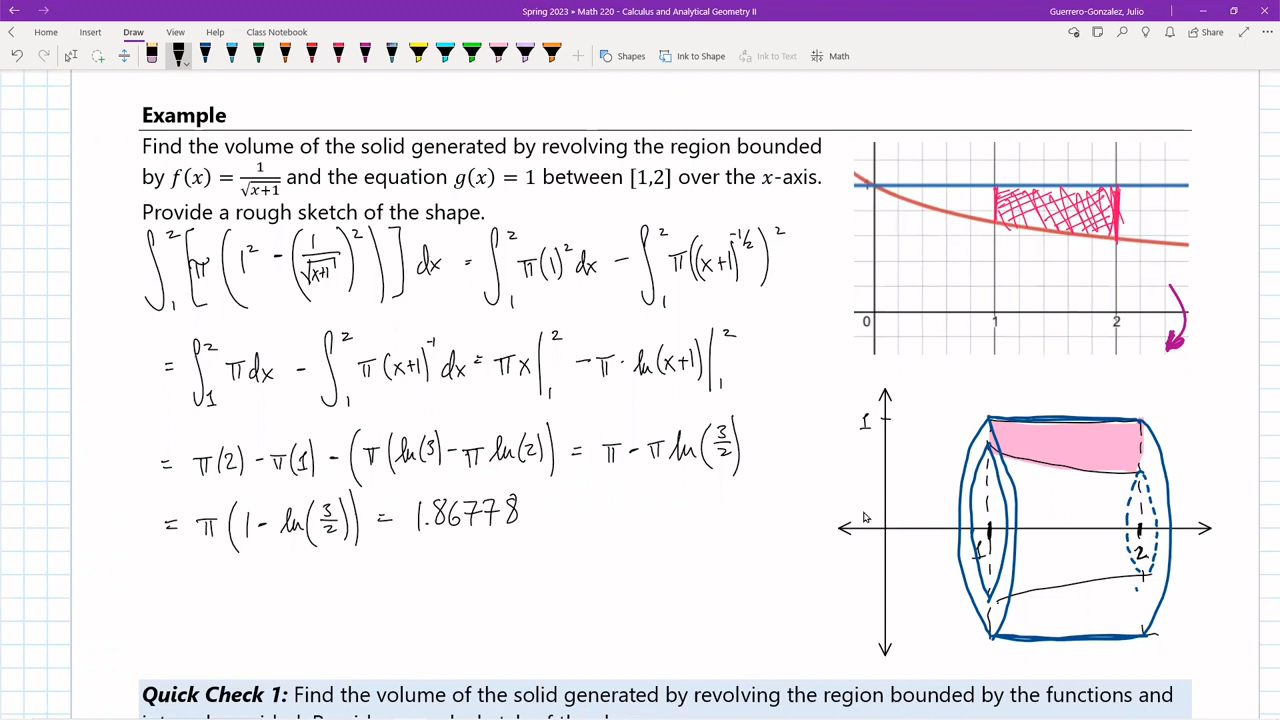 Spring 2023 » Math 220 - Calculus and Analytical Geometry II
Guerrero-Gonzalez, Julio
Home Insert Draw View Help Class Notebook
Share
Shapes Ink to Shape Ink to Text Math
Example
Find the volume of the solid generated by revolving the region bounded
by f(x) = 1/√(x+1) and the equation g(x) = 1 between [1,2] over the x-axis.
Provide a rough sketch of the shape.
∫₁² [π(1² - (1/√(x+1))²)] dx = ∫₁² π(1)² dx - ∫₁² π((x+1)^(-1/2))²
= ∫₁² π dx - ∫₁² π(x+1)⁻¹ dx = πx |₁² - π · ln(x+1) |₁²
= π(2) - π(1) - (π(ln(3) - π ln(2)) = π - π ln(3/2)
= π(1 - ln(3/2)) = 1.86778
0 1 2
1
1 2
Quick Check 1: Find the volume of the solid generated by revolving the region bounded by the functions and